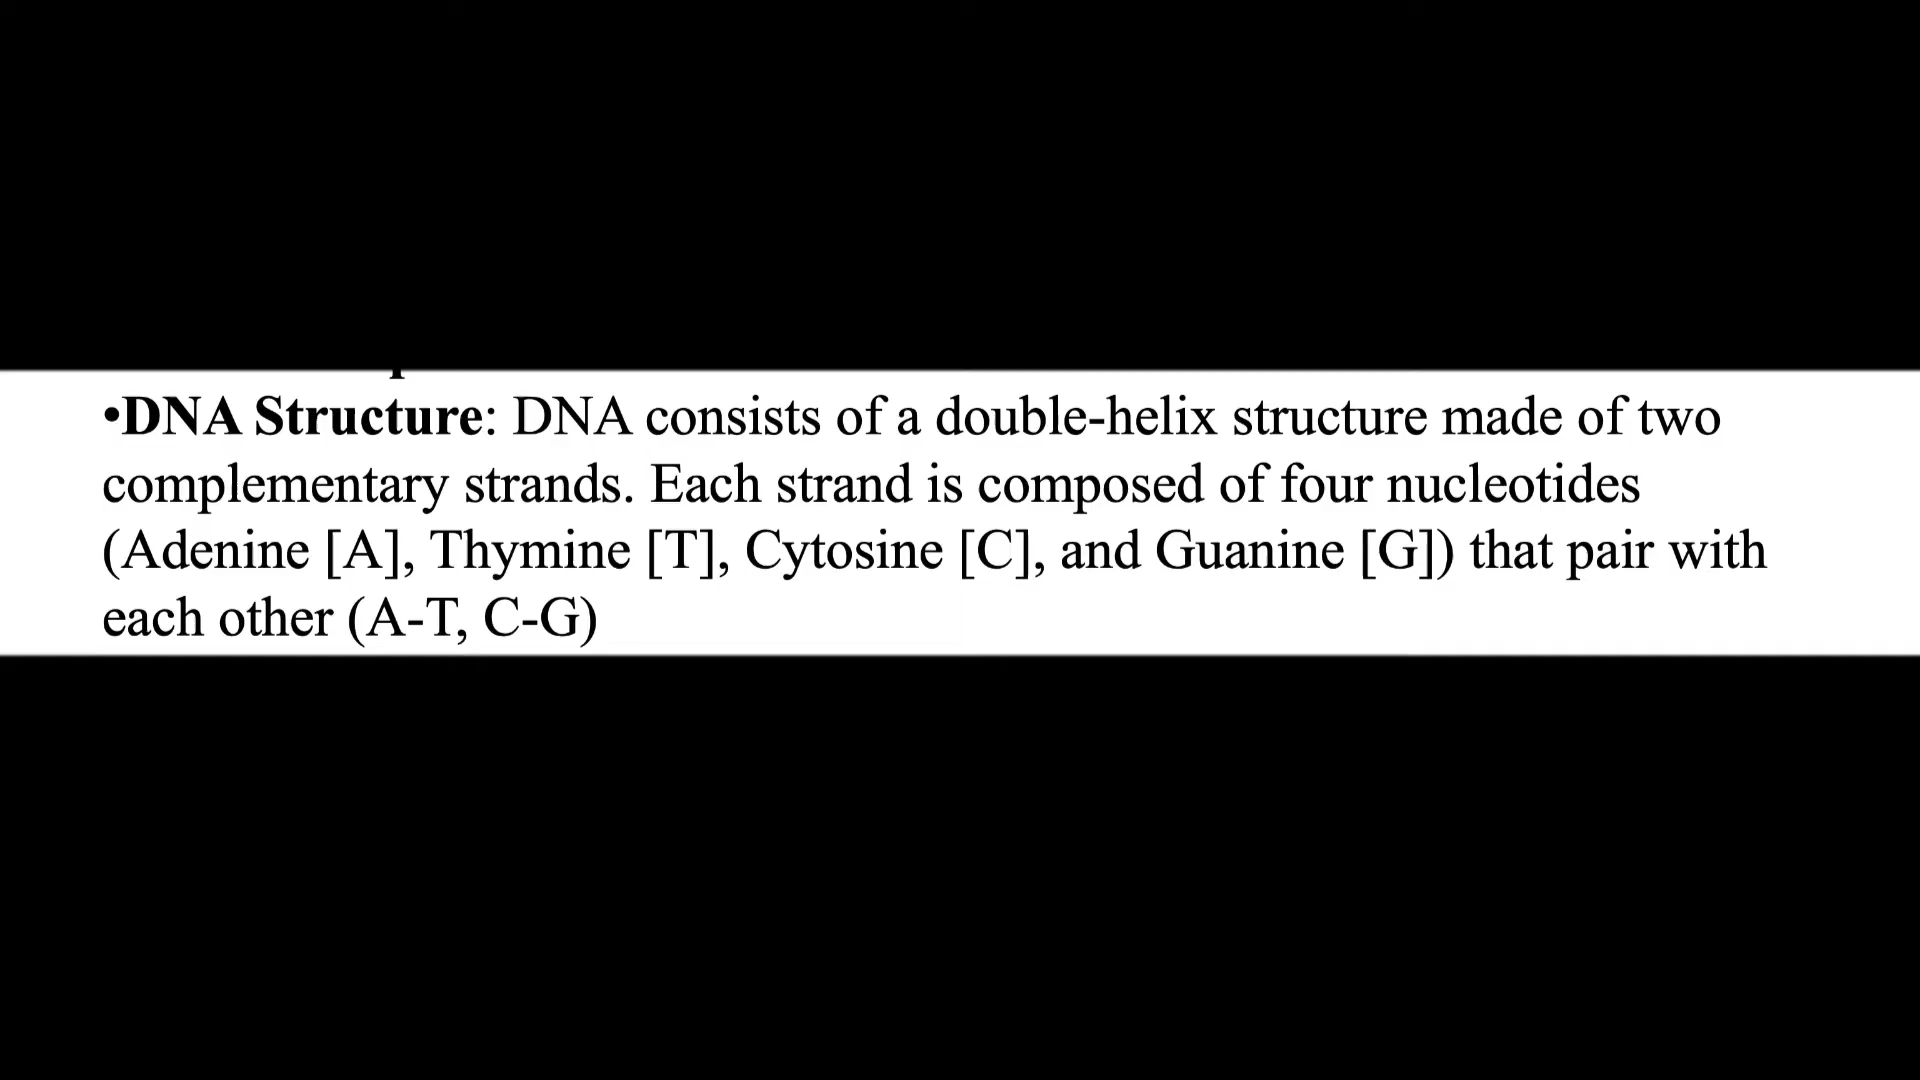 •DNA Structure: DNA consists of a double-helix structure made of two
complementary strands. Each strand is composed of four nucleotides
(Adenine [A], Thymine [T], Cytosine [C], and Guanine [G]) that pair with
each other (A-T, C-G)